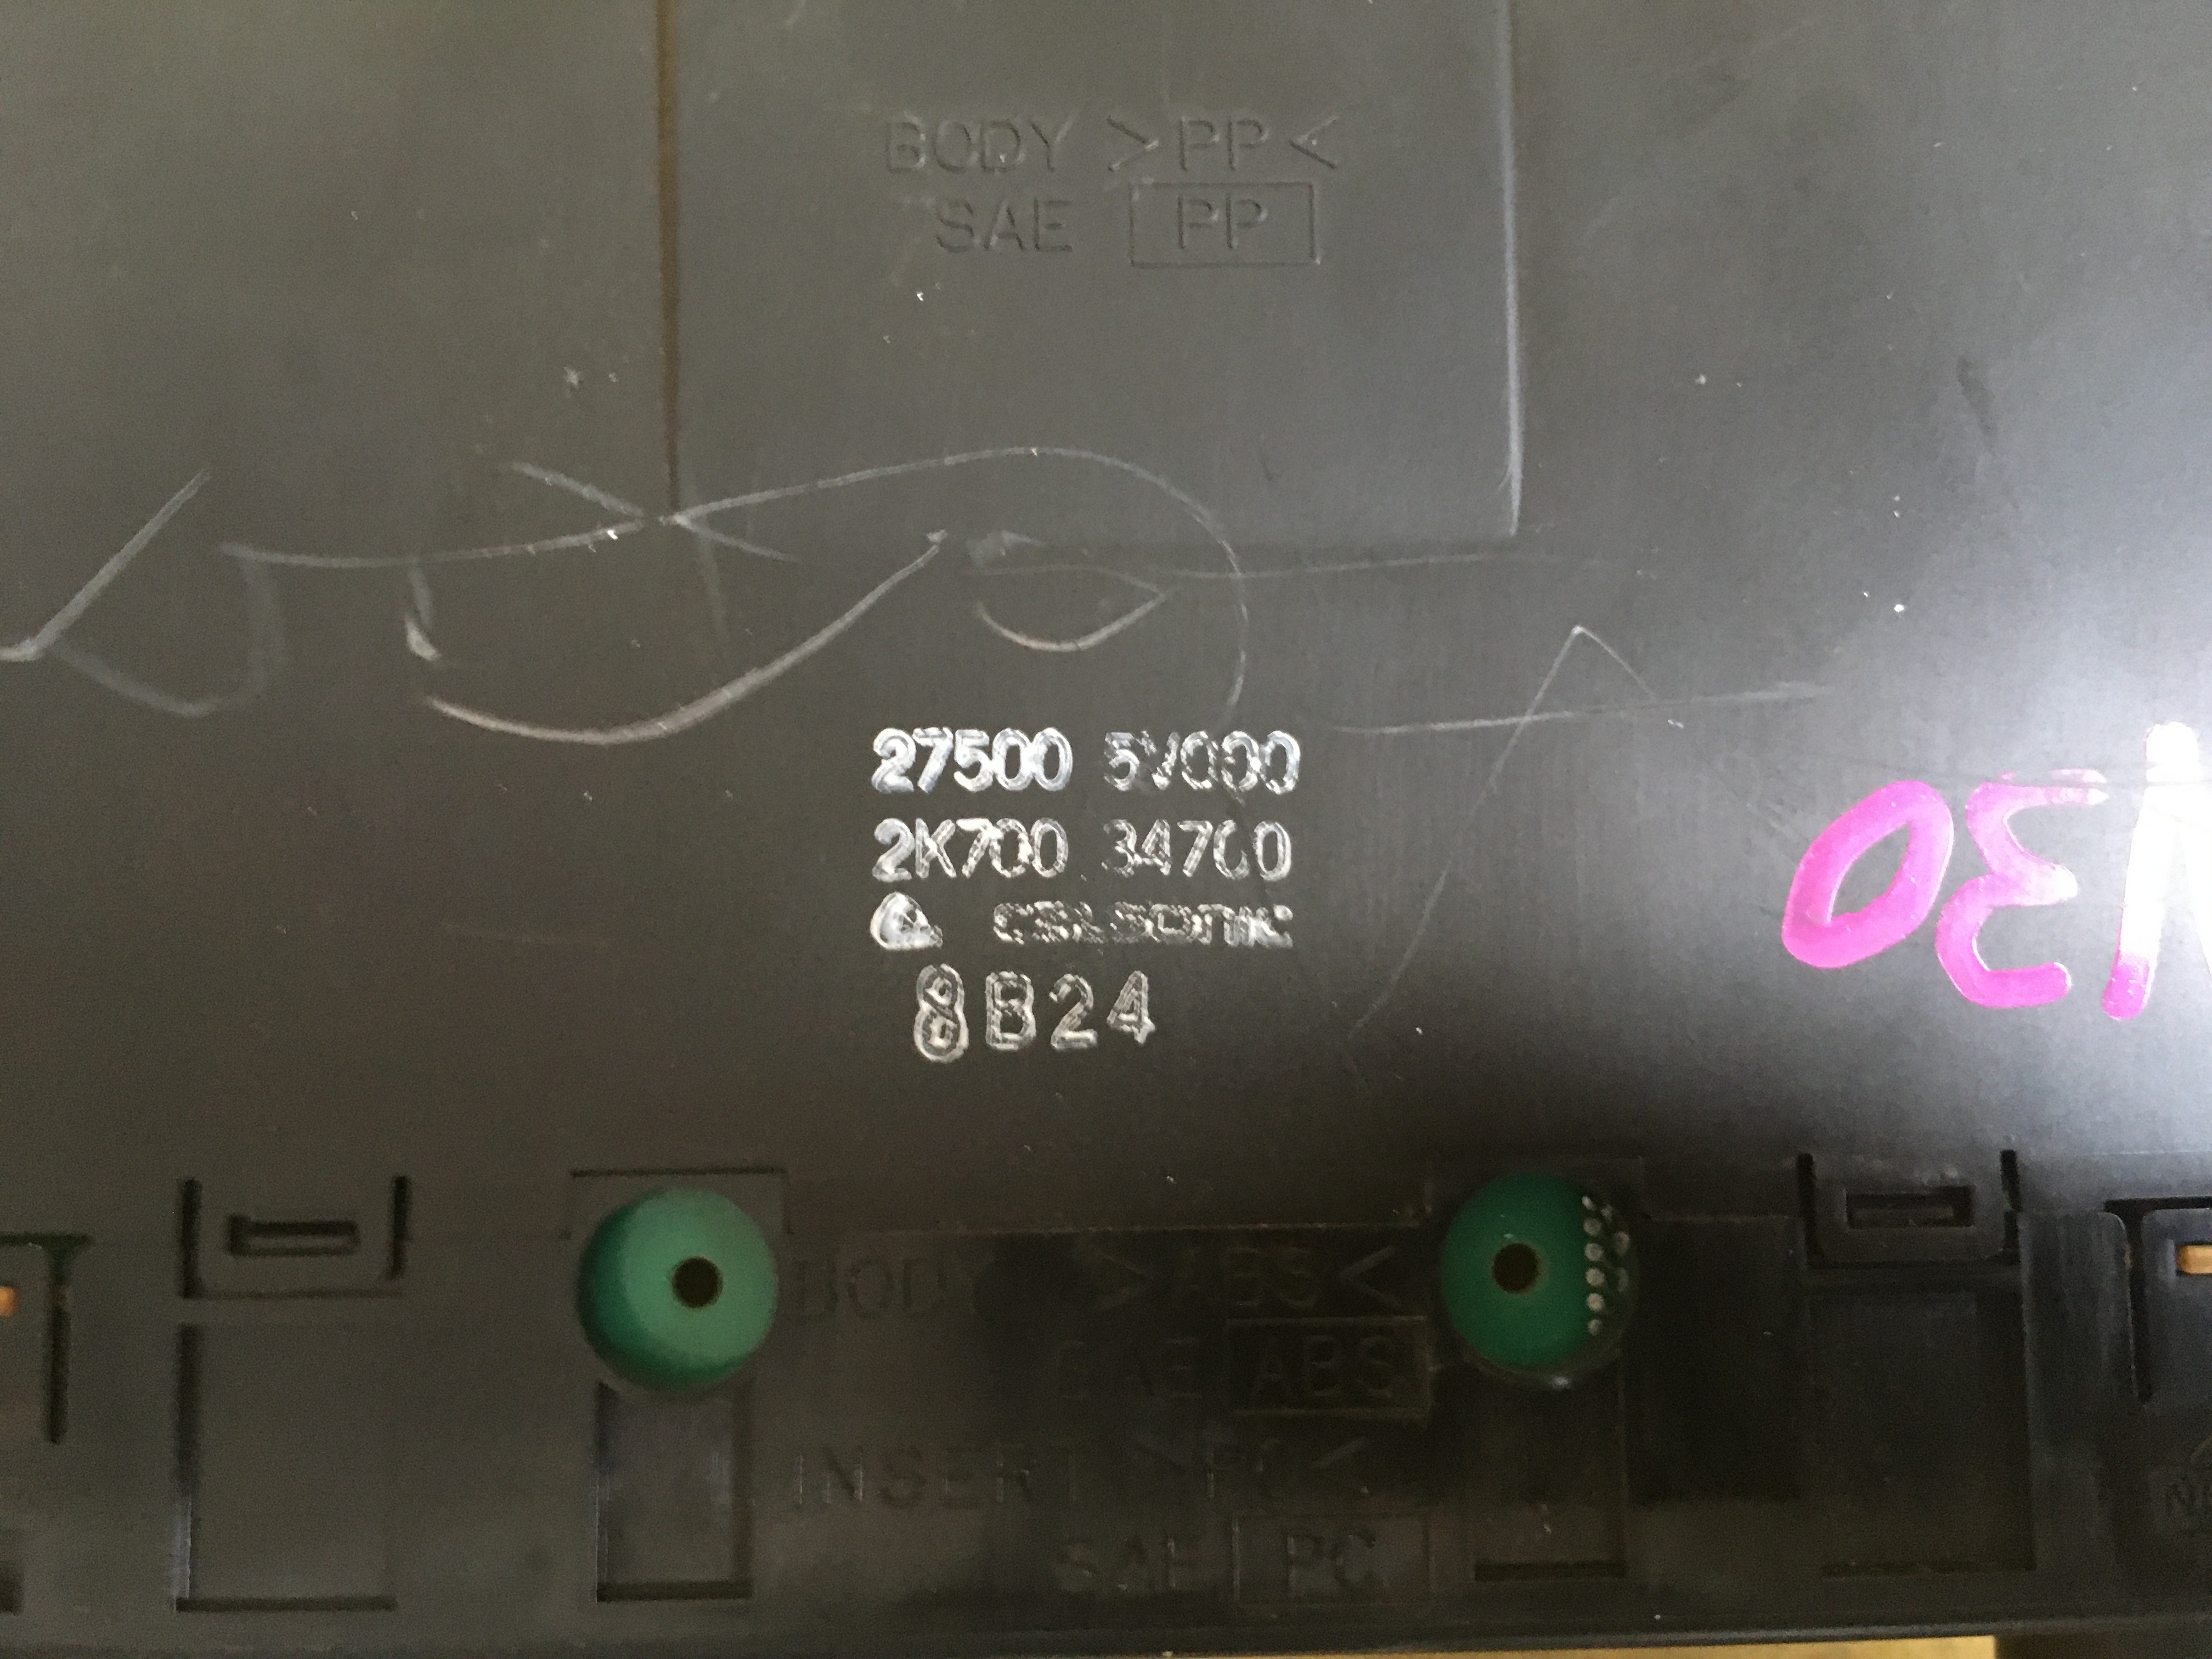 BODY >PP<
SAE PP
27500 5V000
2K700 34700
CALSONIC
8B24
BODY >ABS<
SAE ABS
INSERT >PC<
SAE PC